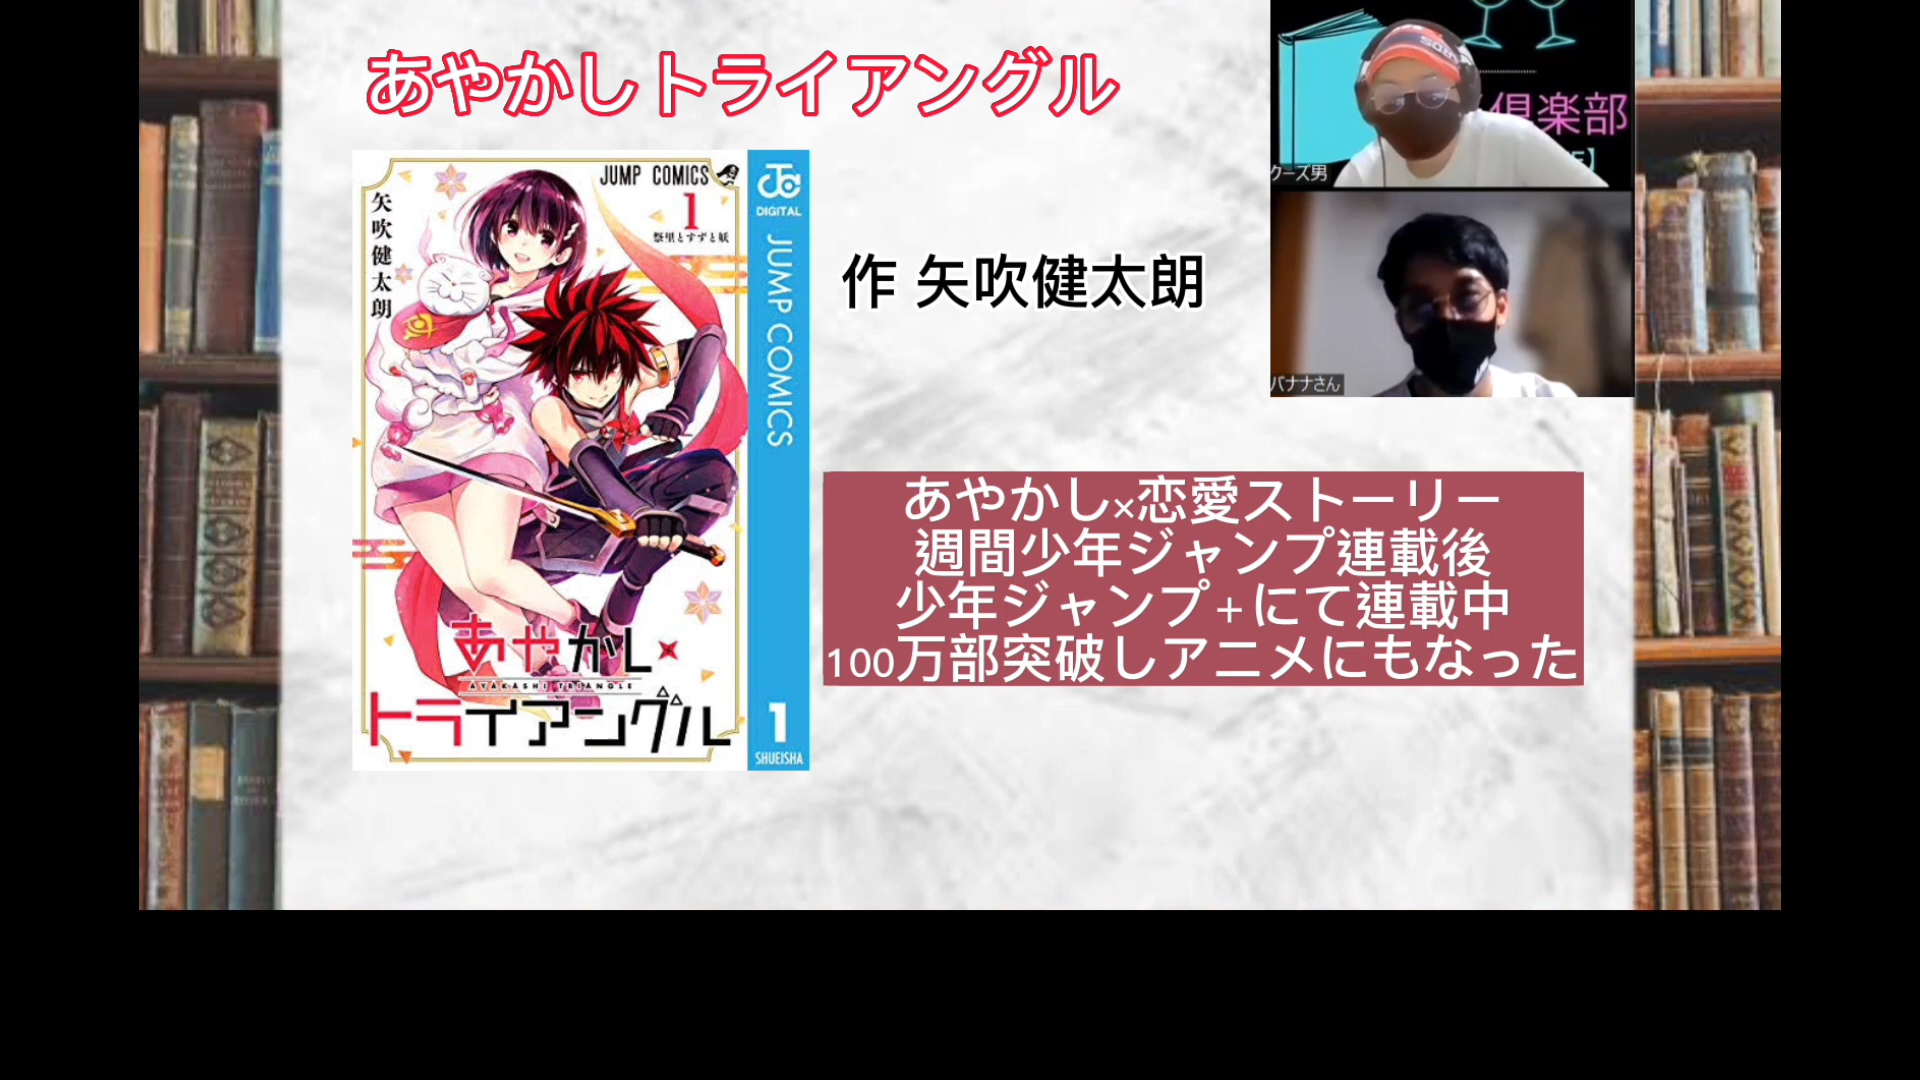 あやかしトライアングル
JUMP COMICS
1
祭里とすずと妖
矢吹健太朗
あやかし
AYAKASHI TRIANGLE
トライアングル
DIGITAL
JUMP COMICS
1
SHUEISHA
作 矢吹健太朗
倶楽部
クーズ男
バナナさん
あやかし×恋愛ストーリー
週間少年ジャンプ連載後
少年ジャンプ+にて連載中
100万部突破しアニメにもなった